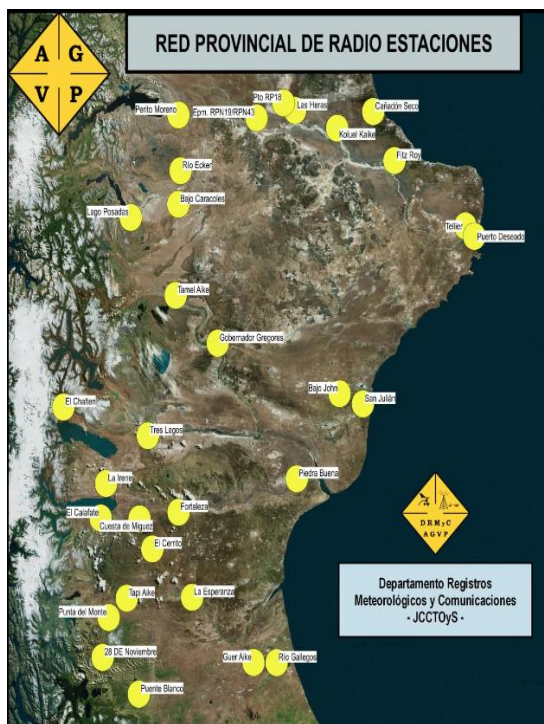 A G
V P
RED PROVINCIAL DE RADIO ESTACIONES
Pto RP18
Las Heras
Cañadón Seco
Perito Moreno
Epm. RPN19/RPN43
Koluel Kaike
Fitz Roy
Río Ecker
Bajo Caracoles
Lago Posadas
Tellier
Puerto Deseado
Tamel Aike
Gobernador Gregores
Bajo John
San Julián
El Chalten
Tres Lagos
Piedra Buena
La Irene
Fortaleza
El Calafate
Cuesta de Miguez
El Cerrito
DRMyC
AGVP
Tapi Aike
La Esperanza
Punta del Monte
Departamento Registros
Meteorológicos y Comunicaciones
- JCCTOyS -
28 DE Noviembre
Guer Aike
Río Gallegos
Puente Blanco